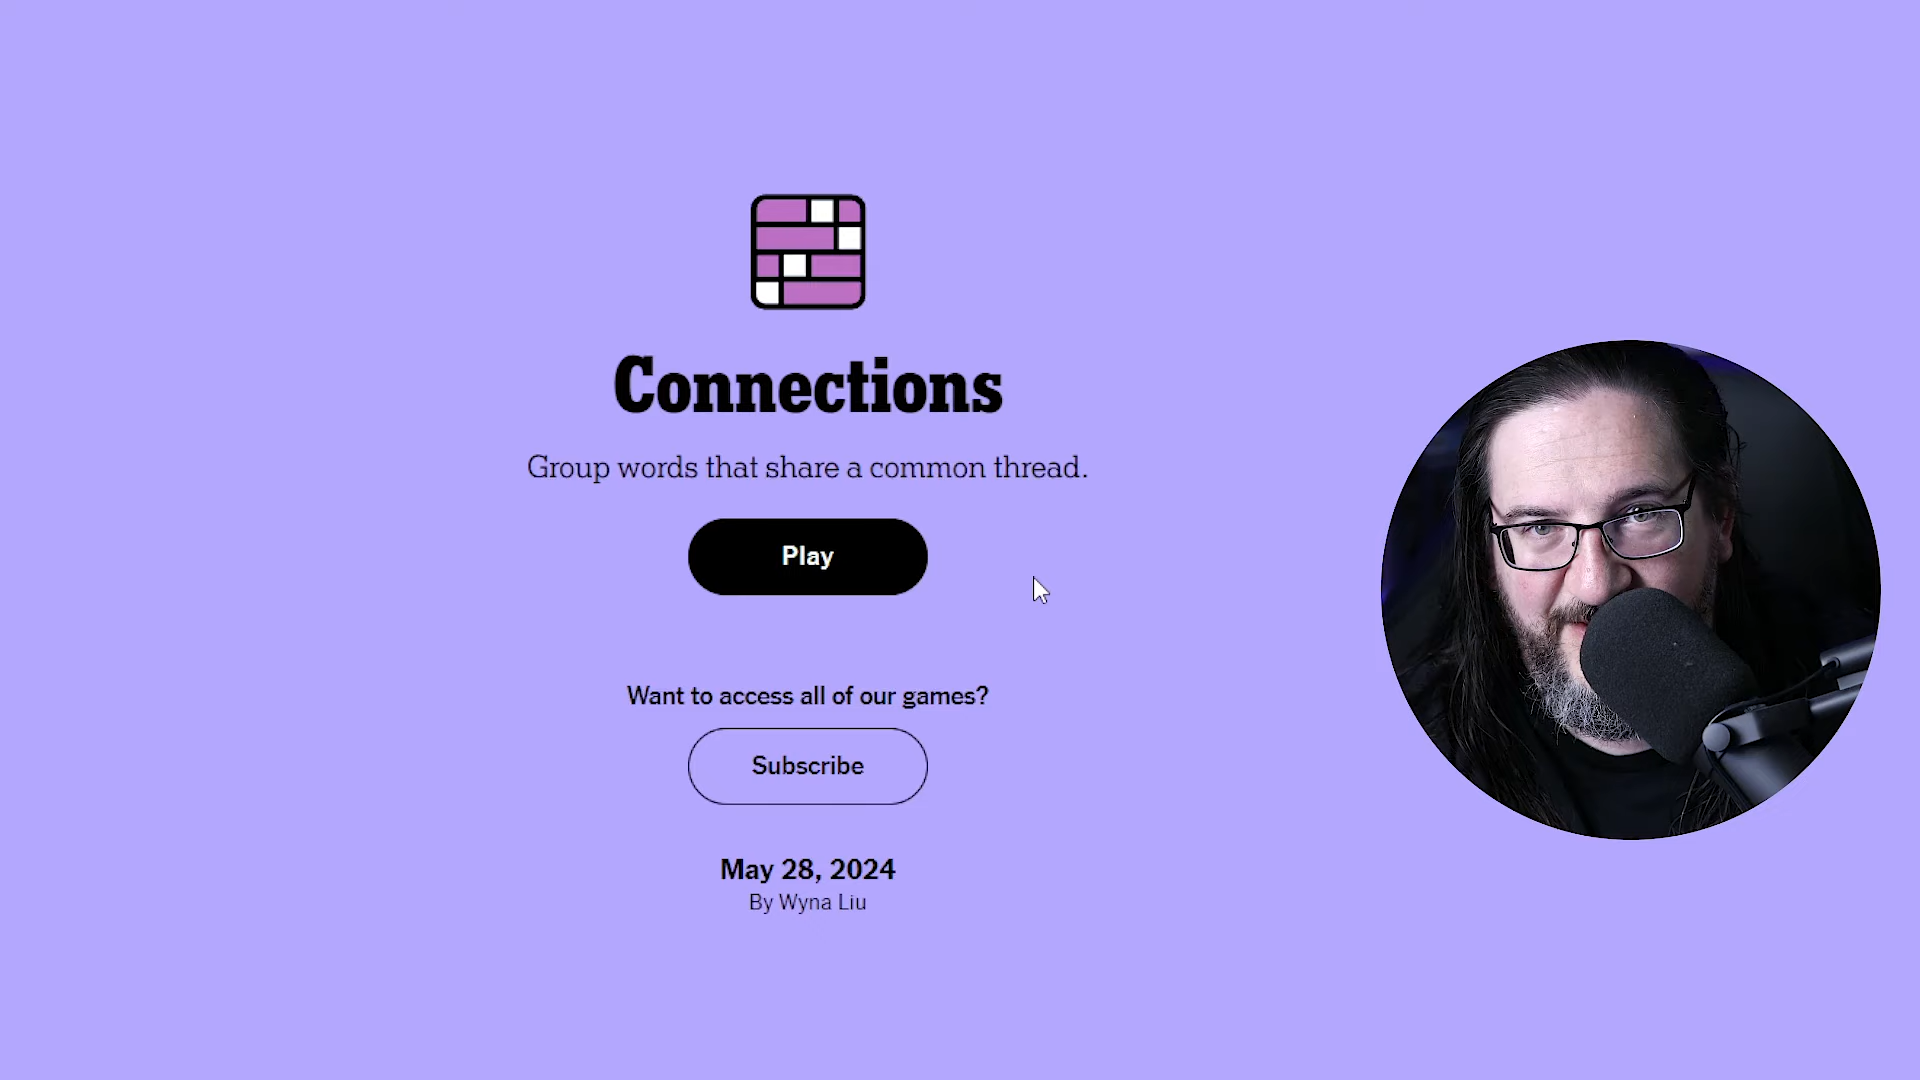 Connections
Group words that share a common thread.
Play
Want to access all of our games?
Subscribe
May 28, 2024
By Wyna Liu